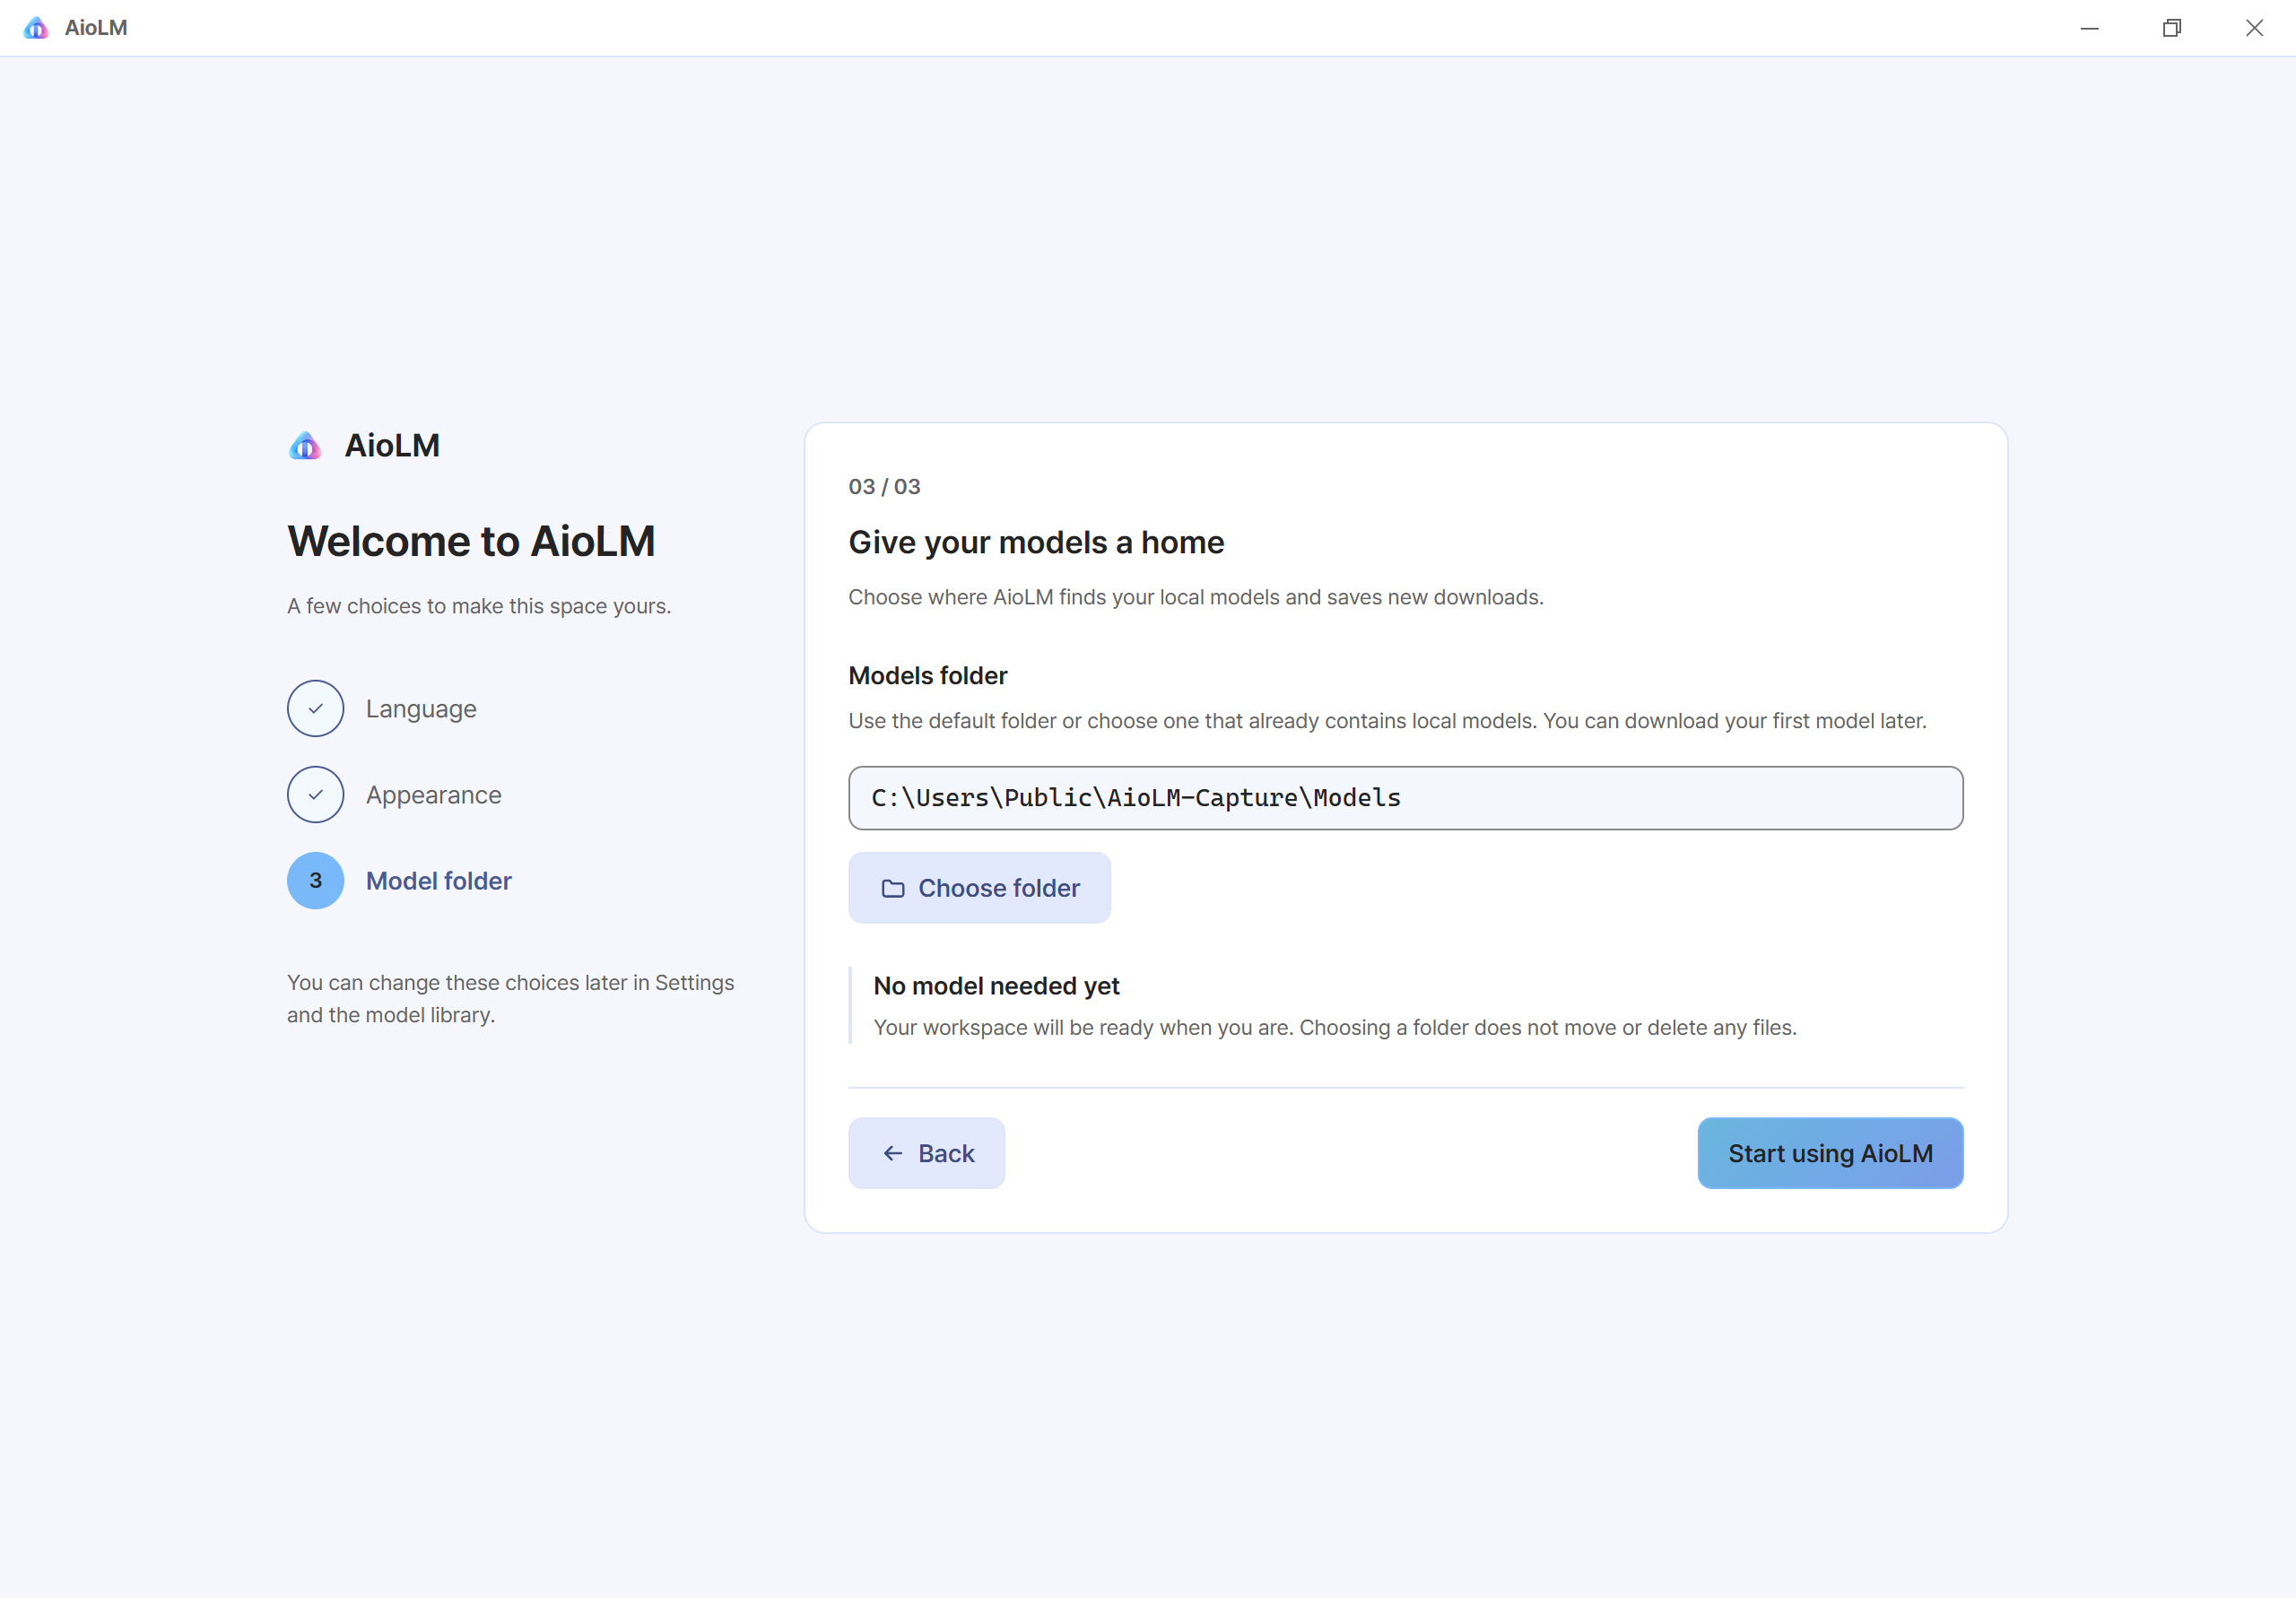 AioLM
AioLM
Welcome to AioLM
A few choices to make this space yours.
Language
Appearance
3
Model folder
You can change these choices later in Settings
and the model library.
03 / 03
Give your models a home
Choose where AioLM finds your local models and saves new downloads.
Models folder
Use the default folder or choose one that already contains local models. You can download your first model later.
C:\Users\Public\AioLM-Capture\Models
Choose folder
No model needed yet
Your workspace will be ready when you are. Choosing a folder does not move or delete any files.
Back
Start using AioLM